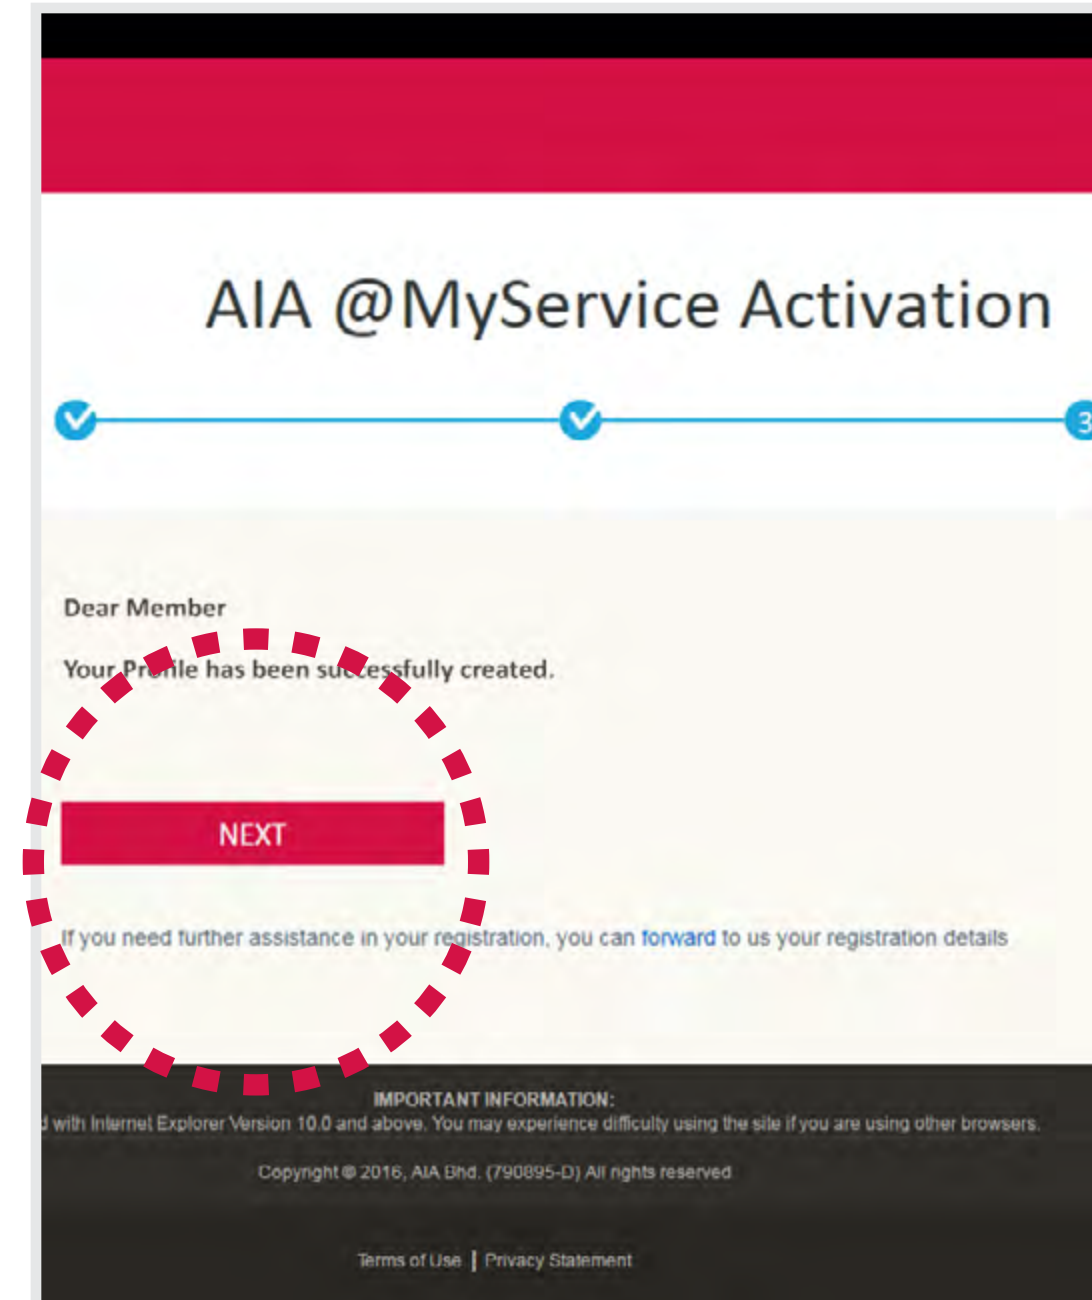 AIA @MyService Activation
3
Dear Member
Your Profile has been successfully created.
NEXT
If you need further assistance in your registration, you can forward to us your registration details
IMPORTANT INFORMATION:
with Internet Explorer Version 10.0 and above. You may experience difficulty using the site if you are using other browsers.
Copyright © 2016, AIA Bhd. (790895-D) All rights reserved
Terms of Use | Privacy Statement